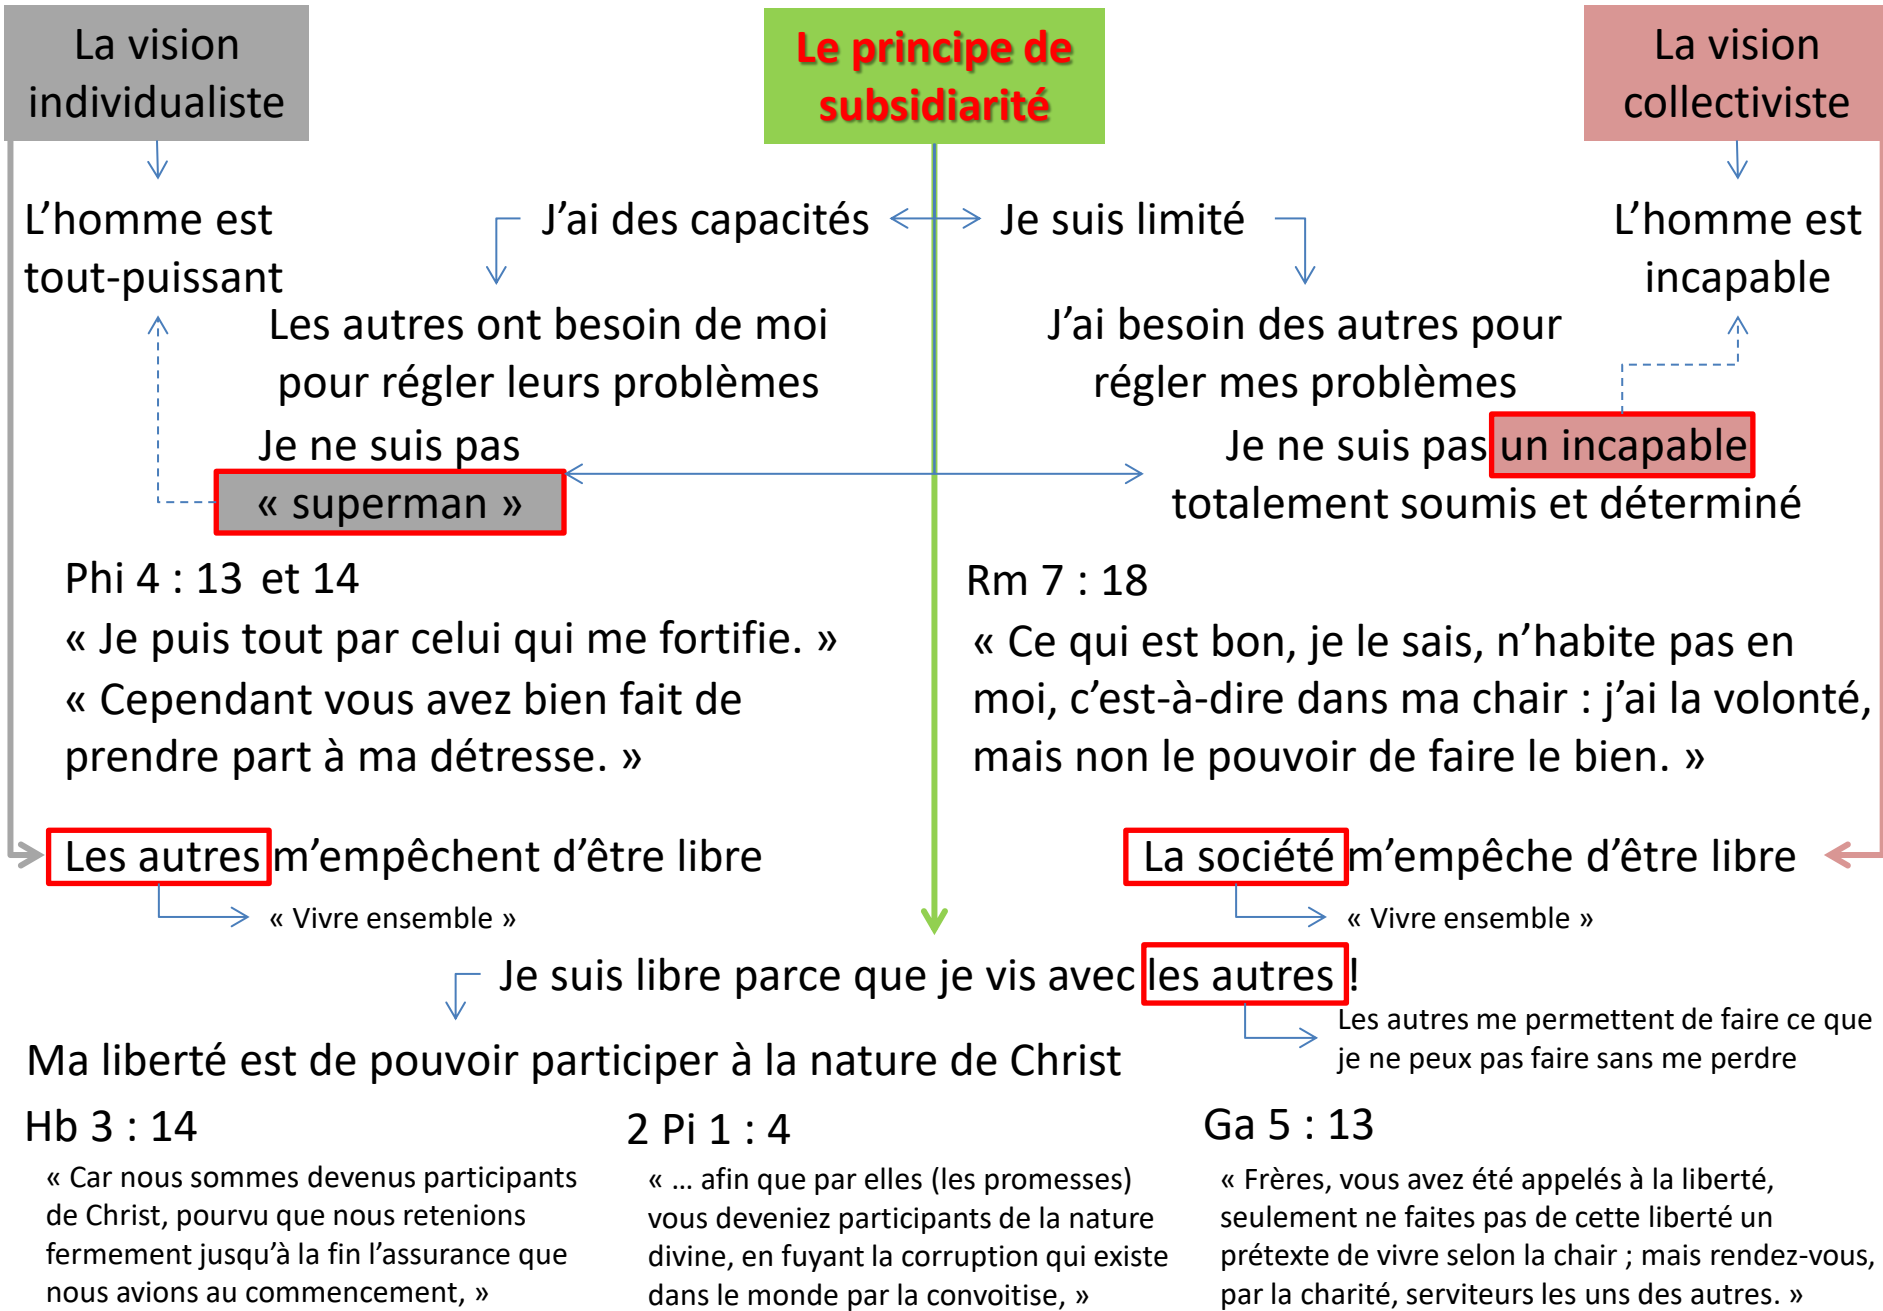 La vision
individualiste
Le principe de
subsidiarité
La vision
collectiviste
L’homme est
tout-puissant
J’ai des capacités
Je suis limité
L’homme est
incapable
Les autres ont besoin de moi
pour régler leurs problèmes
J’ai besoin des autres pour
régler mes problèmes
Je ne suis pas
« superman »
Je ne suis pas un incapable
totalement soumis et déterminé
Phi 4 : 13 et 14
« Je puis tout par celui qui me fortifie. »
« Cependant vous avez bien fait de
prendre part à ma détresse. »
Rm 7 : 18
« Ce qui est bon, je le sais, n’habite pas en
moi, c’est-à-dire dans ma chair : j’ai la volonté,
mais non le pouvoir de faire le bien. »
Les autres m’empêchent d’être libre
« Vivre ensemble »
La société m’empêche d’être libre
« Vivre ensemble »
Je suis libre parce que je vis avec les autres !
Les autres me permettent de faire ce que
je ne peux pas faire sans me perdre
Ma liberté est de pouvoir participer à la nature de Christ
Hb 3 : 14
« Car nous sommes devenus participants
de Christ, pourvu que nous retenions
fermement jusqu’à la fin l’assurance que
nous avions au commencement, »
2 Pi 1 : 4
« … afin que par elles (les promesses)
vous deveniez participants de la nature
divine, en fuyant la corruption qui existe
dans le monde par la convoitise, »
Ga 5 : 13
« Frères, vous avez été appelés à la liberté,
seulement ne faites pas de cette liberté un
prétexte de vivre selon la chair ; mais rendez-vous,
par la charité, serviteurs les uns des autres. »